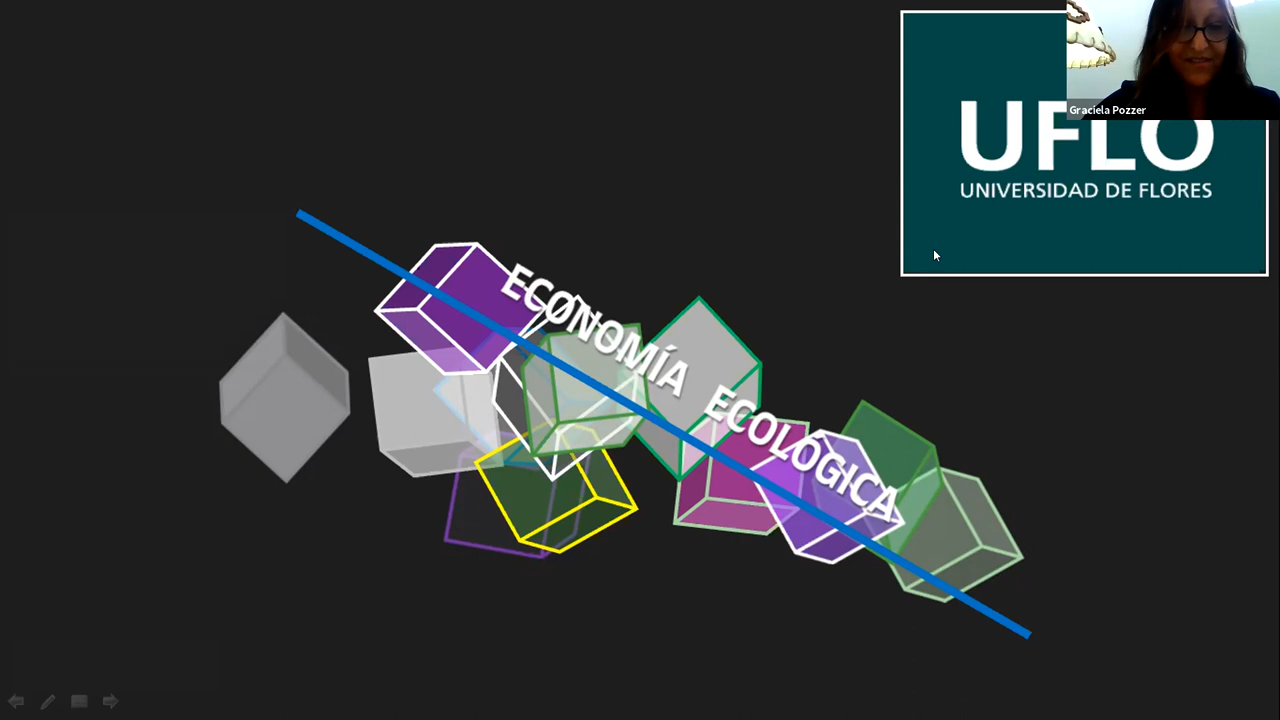 Graciela Pozzer
UFLO
UNIVERSIDAD DE FLORES
ECONOMÍA ECOLÓGICA